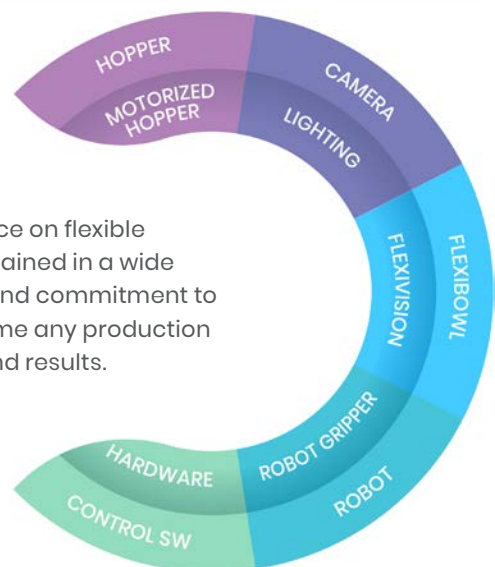 HOPPER
MOTORIZED
HOPPER
CAMERA
LIGHTING
ce on flexible
ained in a wide
nd commitment to
me any production
nd results.
FLEXIVISION
FLEXIBOWL
ROBOT GRIPPER
ROBOT
HARDWARE
CONTROL SW